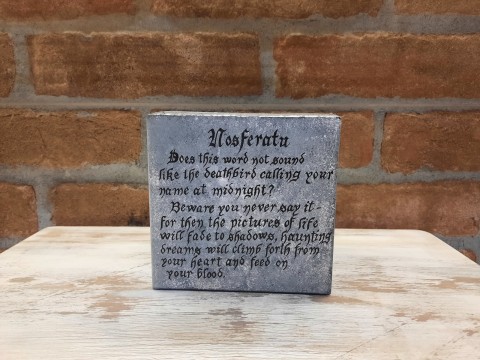 Nosferatu
Does this word not sound
like the deathbird calling your
name at midnight?
Beware you never say it -
for then the pictures of life
will fade to shadows, haunting
dreams will climb forth from
your heart and feed on
your blood.